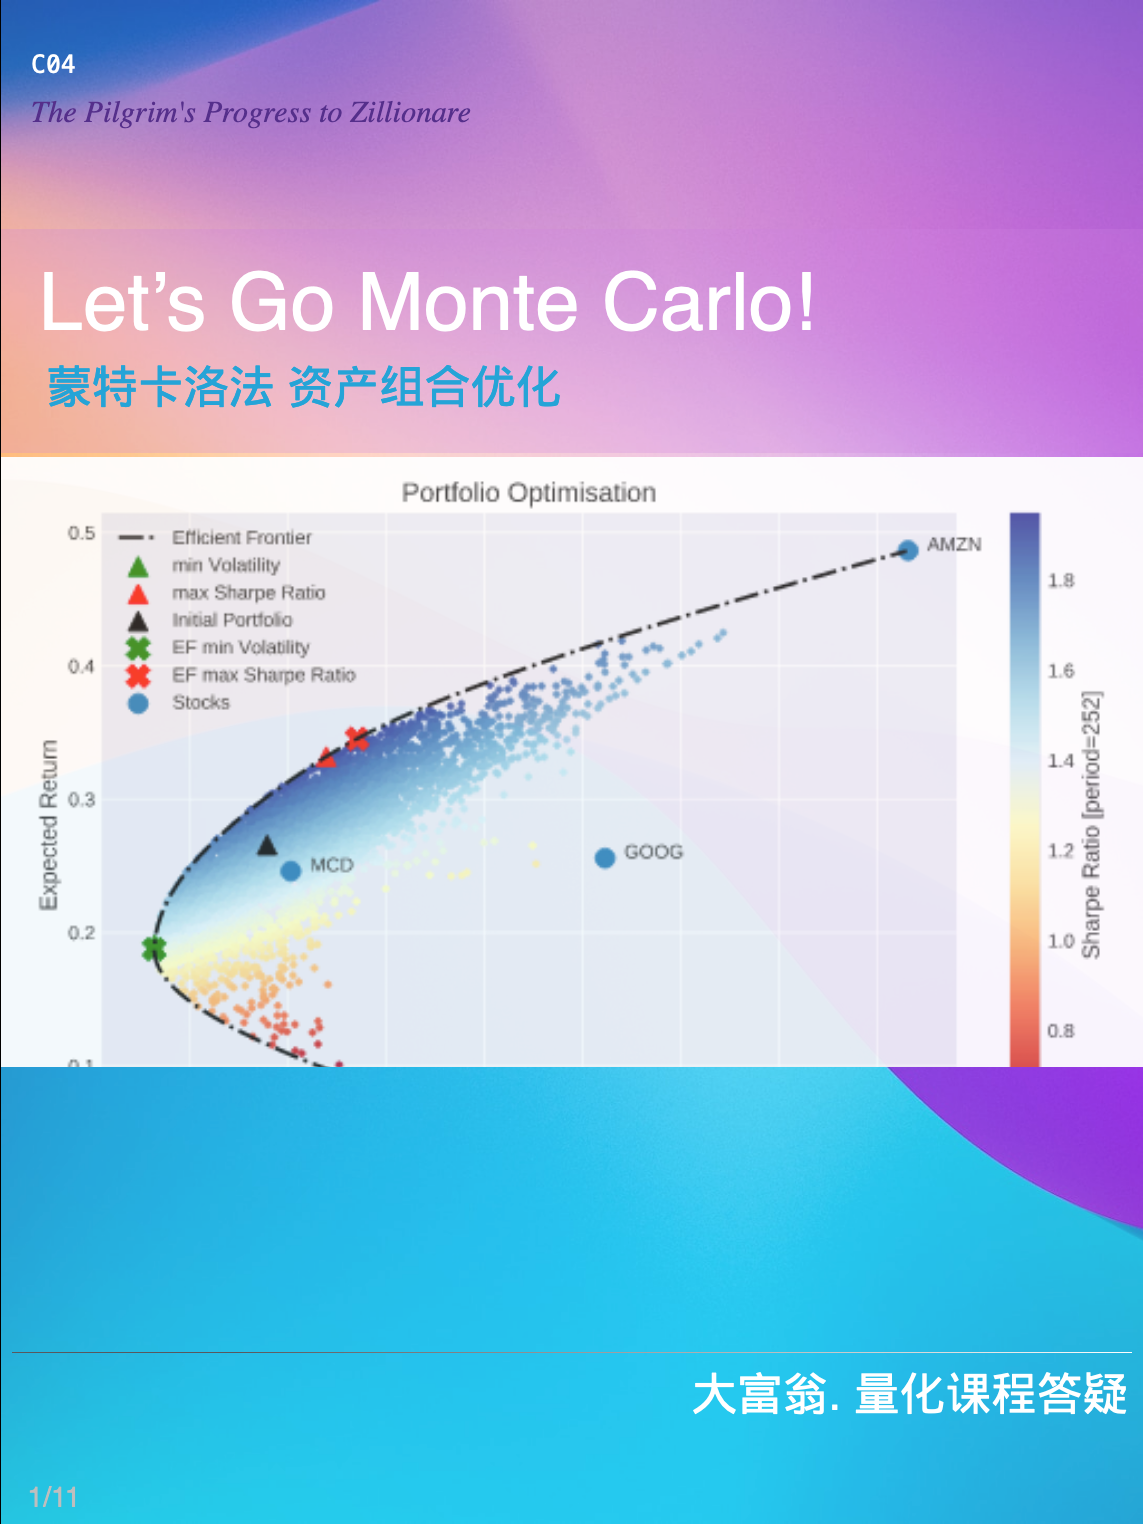 C04
The Pilgrim's Progress to Zillionare
Let's Go Monte Carlo!
蒙特卡洛法 资产组合优化
Portfolio Optimisation
0.5
0.4
0.3
0.2
0.1
Expected Return
Efficient Frontier
min Volatility
max Sharpe Ratio
Initial Portfolio
EF min Volatility
EF max Sharpe Ratio
Stocks
AMZN
MCD
GOOG
1.8
1.6
1.4
1.2
1.0
0.8
Sharpe Ratio [period=252]
大富翁. 量化课程答疑
1/11